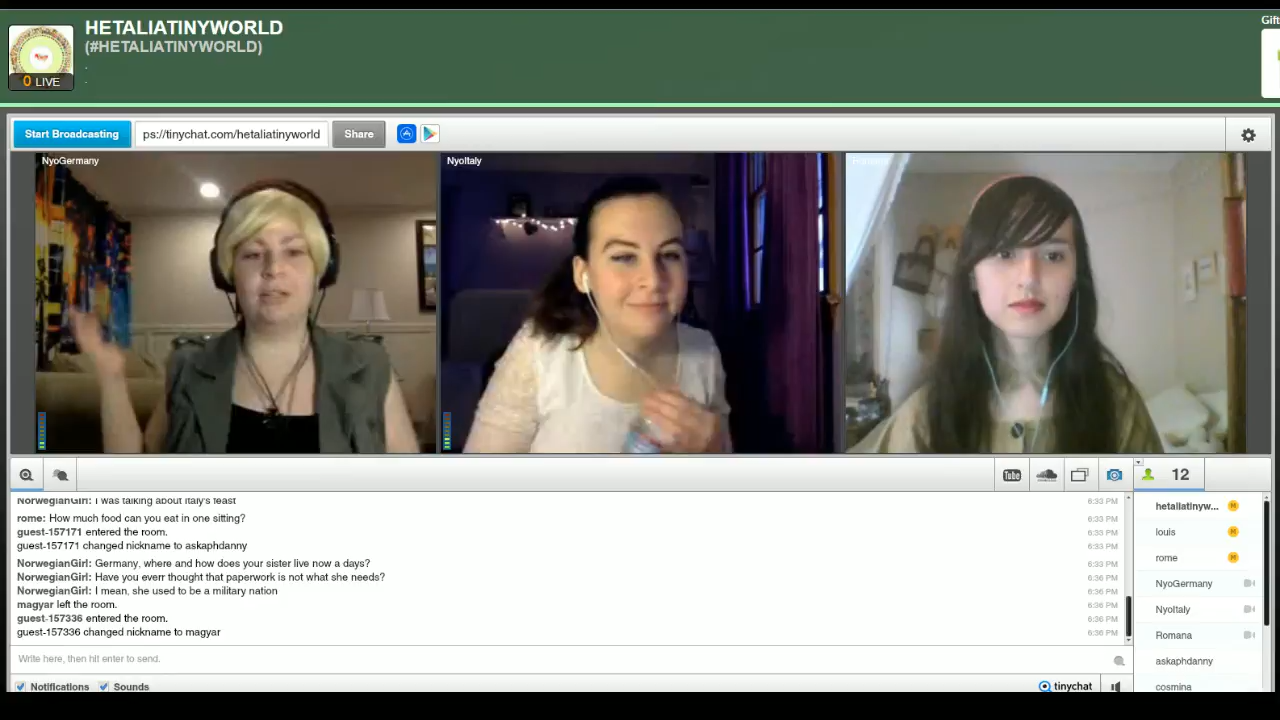 HETALIATINYWORLD
(#HETALIATINYWORLD)
0 LIVE
Gift
Start Broadcasting
ps://tinychat.com/hetaliatinyworld
Share
NyoGermany
NyoItaly
Romana
You Tube
12
NorwegianGirl: I was talking about Italy's feast 6:33 PM
rome: How much food can you eat in one sitting? 6:33 PM
guest-157171 entered the room. 6:33 PM
guest-157171 changed nickname to askaphdanny 6:33 PM
NorwegianGirl: Germany, where and how does your sister live now a days? 6:33 PM
NorwegianGirl: Have you everr thought that paperwork is not what she needs? 6:36 PM
NorwegianGirl: I mean, she used to be a military nation 6:36 PM
magyar left the room. 6:36 PM
guest-157336 entered the room. 6:36 PM
guest-157336 changed nickname to magyar 6:36 PM
hetaliatinyw...
louis
rome
NyoGermany
NyoItaly
Romana
askaphdanny
cosmina
Write here, then hit enter to send.
Notifications
Sounds
tinychat